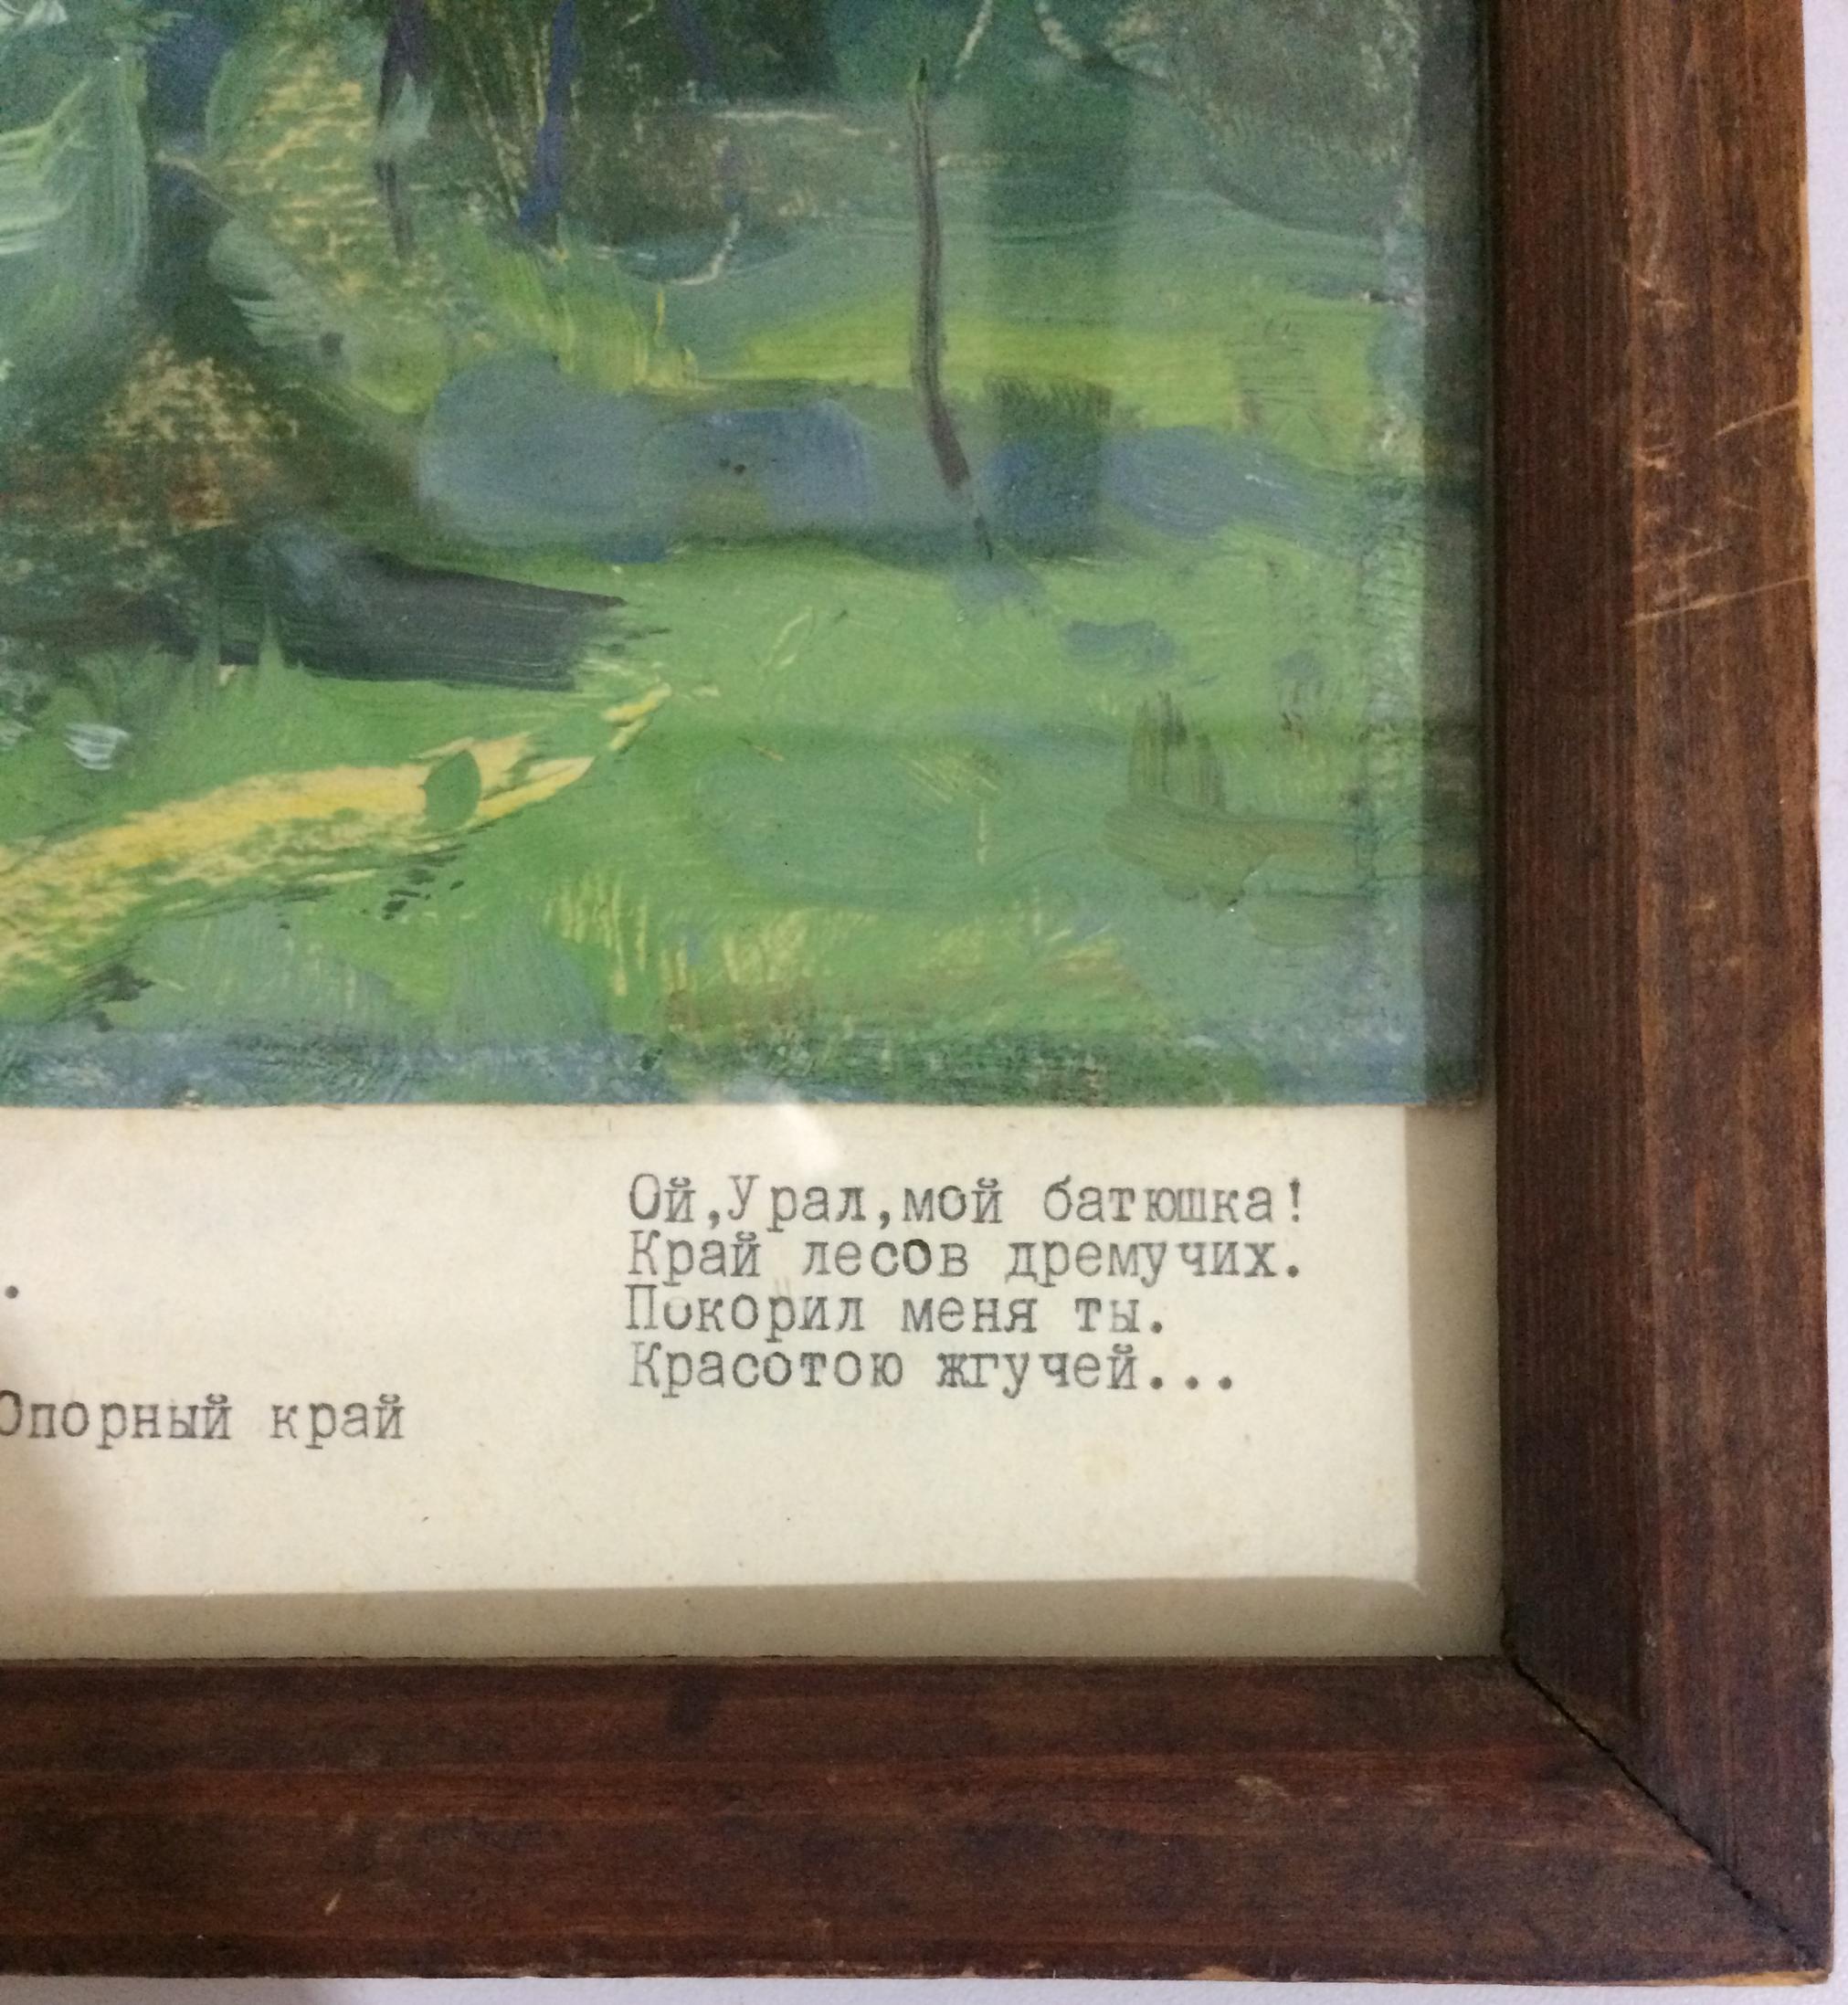 Ой,Урал,мой батюшка!
Край лесов дремучих.
.
Покорил меня ты.
Красотою жгучей...
Опорный край